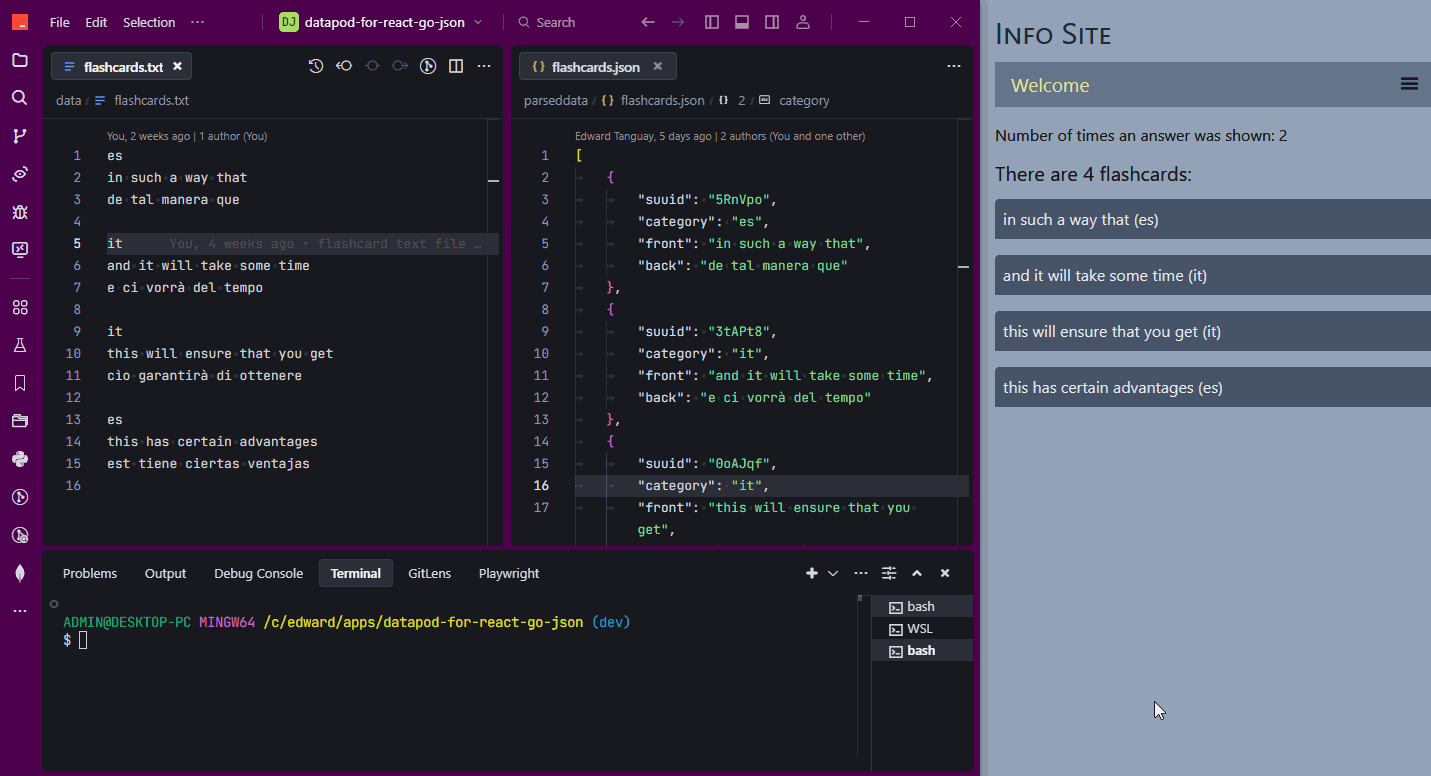 File Edit Selection ··· DJ datapod-for-react-go-json Search
flashcards.txt
data / flashcards.txt
You, 2 weeks ago | 1 author (You)
1 es
2 in such a way that
3 de tal manera que
4
5 it You, 4 weeks ago • flashcard text file …
6 and it will take some time
7 e ci vorrà del tempo
8
9 it
10 this will ensure that you get
11 cio garantirà di ottenere
12
13 es
14 this has certain advantages
15 est tiene ciertas ventajas
16
{} flashcards.json
parseddata / {} flashcards.json / {} 2 / category
Edward Tanguay, 5 days ago | 2 authors (You and one other)
1 [
2 {
3 "suuid": "5RnVpo",
4 "category": "es",
5 "front": "in such a way that",
6 "back": "de tal manera que"
7 },
8 {
9 "suuid": "3tAPt8",
10 "category": "it",
11 "front": "and it will take some time",
12 "back": "e ci vorrà del tempo"
13 },
14 {
15 "suuid": "0oAJqf",
16 "category": "it",
17 "front": "this will ensure that you
get",
Problems Output Debug Console Terminal GitLens Playwright
ADMIN@DESKTOP-PC MINGW64 /c/edward/apps/datapod-for-react-go-json (dev)
$
bash
WSL
bash
Info Site
Welcome
Number of times an answer was shown: 2
There are 4 flashcards:
in such a way that (es)
and it will take some time (it)
this will ensure that you get (it)
this has certain advantages (es)